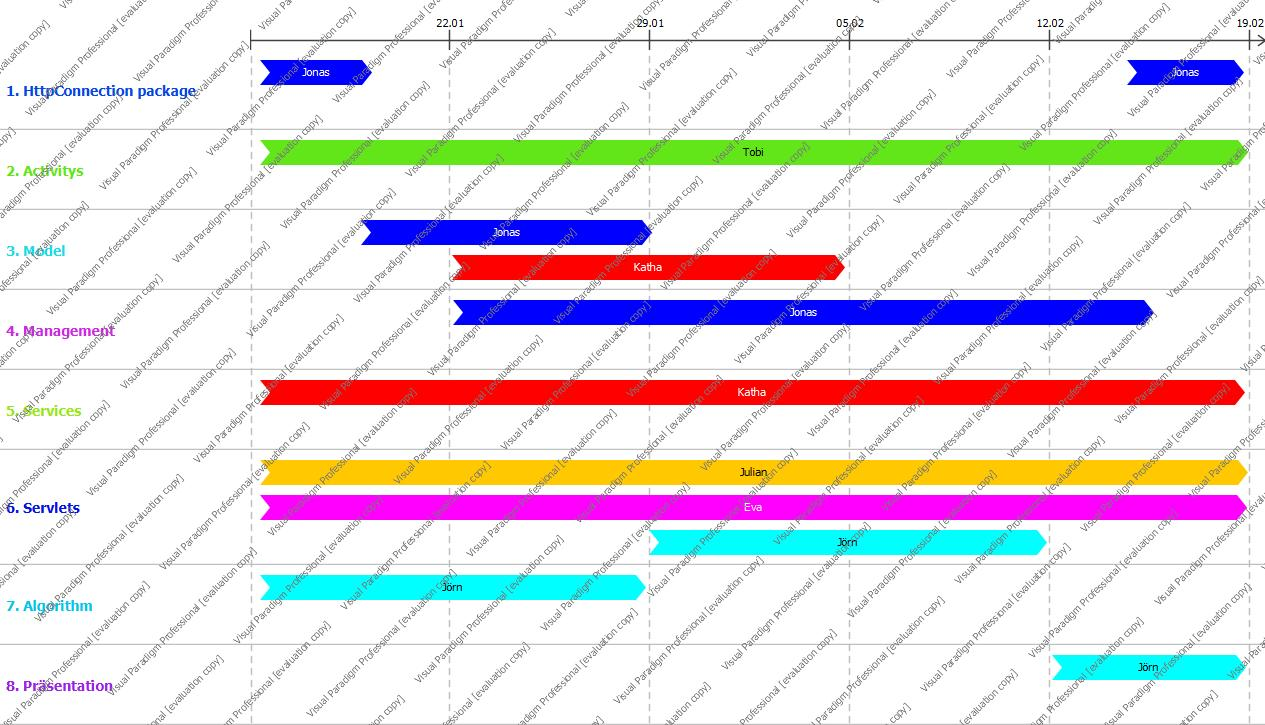 22.01 29.01 05.02 12.02 19.02
Jonas Jonas
1. HttpConnection package
Tobi
2. Activitys
Jonas
3. Model
Katha
Jonas
4. Management
Katha
5. Services
Julian
6. Servlets
Eva
Jörn
Jörn
7. Algorithm
Jörn
8. Präsentation
Visual Paradigm Professional [evaluation copy]